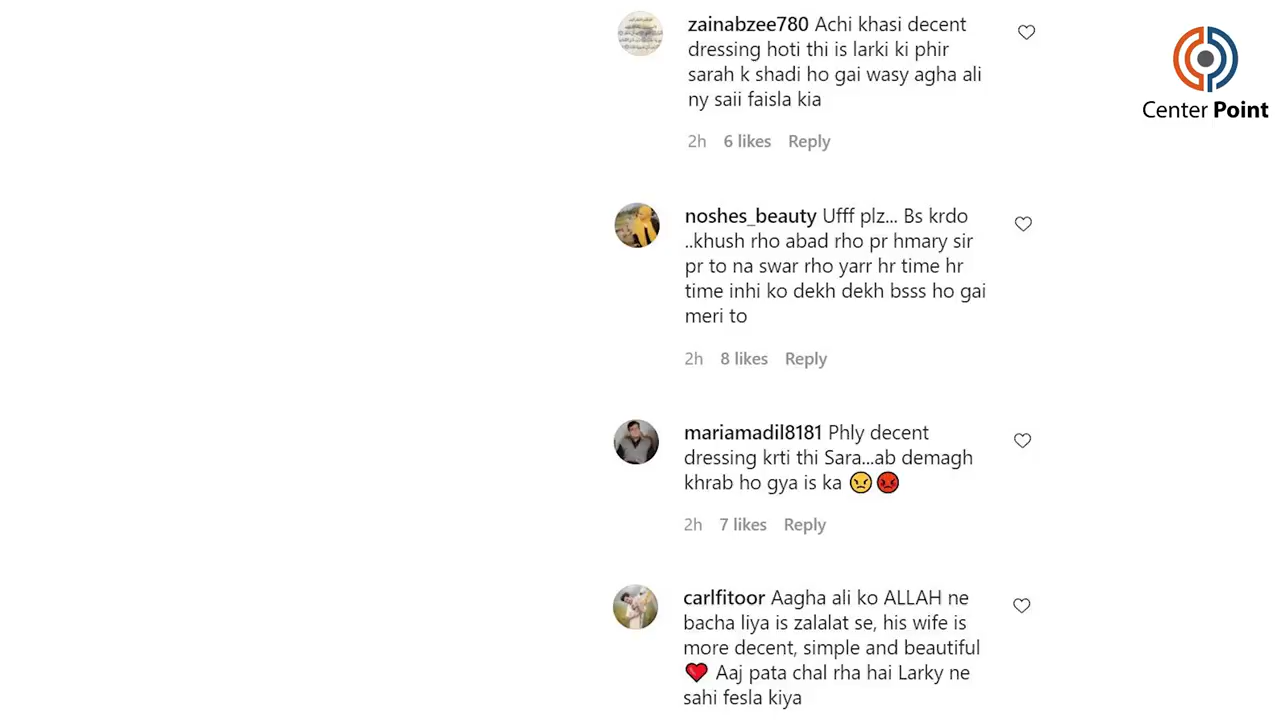 zainabzee780 Achi khasi decent
dressing hoti thi is larki ki phir
sarah k shadi ho gai wasy agha ali
ny saii faisla kia
2h 6 likes Reply
noshes_beauty Ufff plz... Bs krdo
..khush rho abad rho pr hmary sir
pr to na swar rho yarr hr time hr
time inhi ko dekh dekh bsss ho gai
meri to
2h 8 likes Reply
mariamadil8181 Phly decent
dressing krti thi Sara...ab demagh
khrab ho gya is ka 😠😡
2h 7 likes Reply
carlfitoor Aagha ali ko ALLAH ne
bacha liya is zalalat se, his wife is
more decent, simple and beautiful
❤️ Aaj pata chal rha hai Larky ne
sahi fesla kiya
Center Point